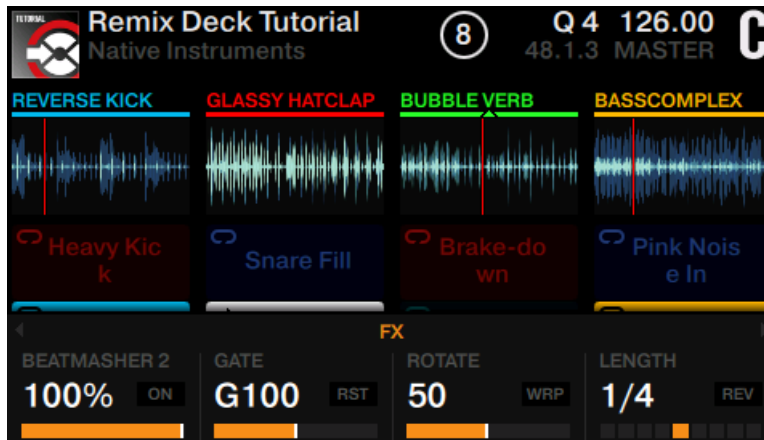 TUTORIAL
Remix Deck Tutorial
Native Instruments
8
Q 4 126.00
48.1.3 MASTER
C
REVERSE KICK GLASSY HATCLAP BUBBLE VERB BASSCOMPLEX
Heavy Kic
k
Snare Fill
Brake-do
wn
Pink Nois
e In
FX
BEATMASHER 2 GATE ROTATE LENGTH
100% ON G100 RST 50 WRP 1/4 REV